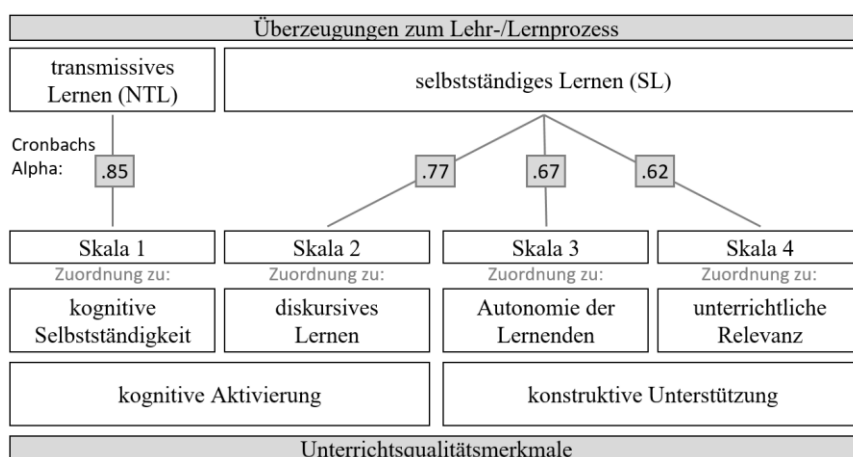 Überzeugungen zum Lehr-/Lernprozess
transmissives
Lernen (NTL)
selbstständiges Lernen (SL)
Cronbachs
Alpha:
.85
.77
.67
.62
Skala 1
Skala 2
Skala 3
Skala 4
Zuordnung zu:
Zuordnung zu:
Zuordnung zu:
Zuordnung zu:
kognitive
Selbstständigkeit
diskursives
Lernen
Autonomie der
Lernenden
unterrichtliche
Relevanz
kognitive Aktivierung
konstruktive Unterstützung
Unterrichtsqualitätsmerkmale